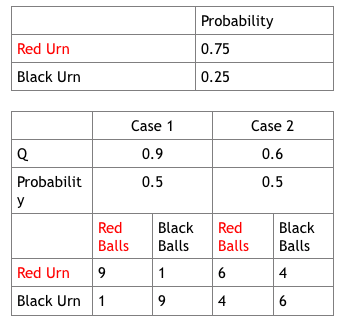 Probability
Red Urn 0.75
Black Urn 0.25
Case 1 Case 2
Q 0.9 0.6
Probabilit 0.5 0.5
y
Red Black Red Black
Balls Balls Balls Balls
Red Urn 9 1 6 4
Black Urn 1 9 4 6